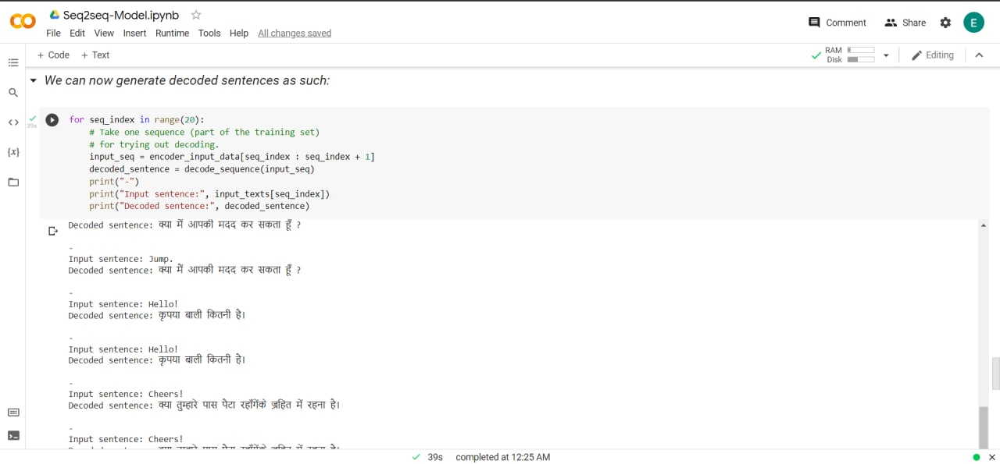 Seq2seq-Model.ipynb
File Edit View Insert Runtime Tools Help All changes saved
Comment Share E
+ Code + Text
RAM
Disk
Editing
We can now generate decoded sentences as such:
39s
for seq_index in range(20):
# Take one sequence (part of the training set)
# for trying out decoding.
input_seq = encoder_input_data[seq_index : seq_index + 1]
decoded_sentence = decode_sequence(input_seq)
print("-")
print("Input sentence:", input_texts[seq_index])
print("Decoded sentence:", decoded_sentence)
Decoded sentence: क्या में आपकी मदद कर सकता हूँ ?
-
Input sentence: Jump.
Decoded sentence: क्या मैं आपकी मदद कर सकता हूँ ?
-
Input sentence: Hello!
Decoded sentence: कृपया बाली कितनी है।
-
Input sentence: Hello!
Decoded sentence: कृपया बाली कितनी है।
-
Input sentence: Cheers!
Decoded sentence: क्या तुम्हारे पास पैटा में रहना है।
-
Input sentence: Cheers!
39s completed at 12:25 AM